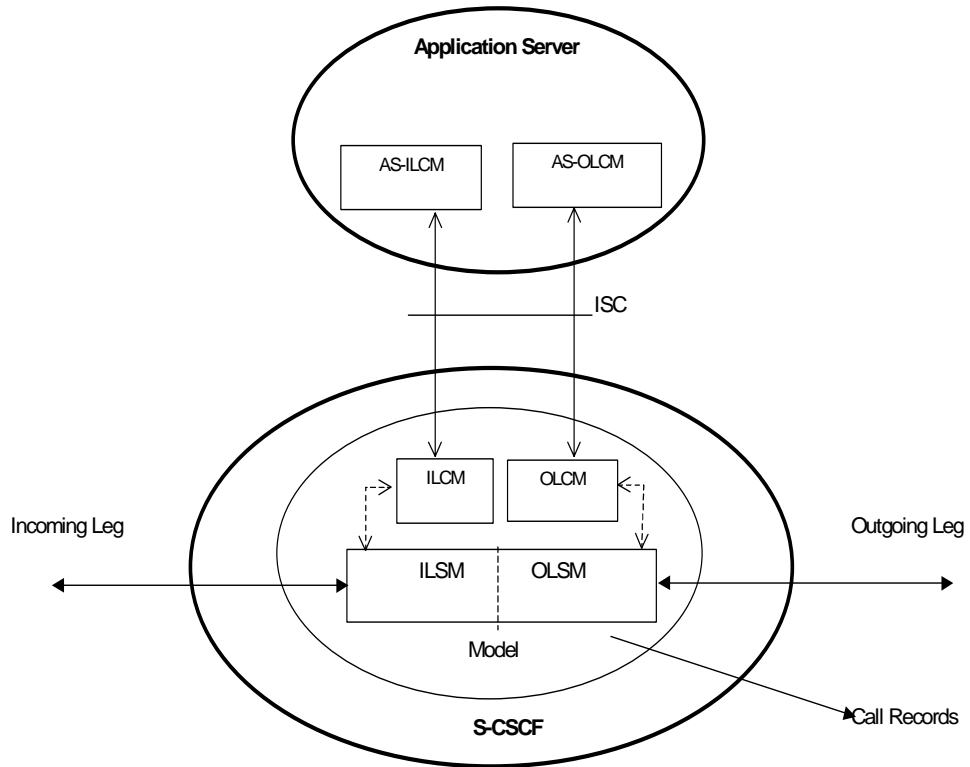 Application Server
AS-ILCM
AS-OLCM
ISC
ILCM
OLCM
Incoming Leg
Outgoing Leg
ILSM
OLSM
Model
S-CSCF
Call Records